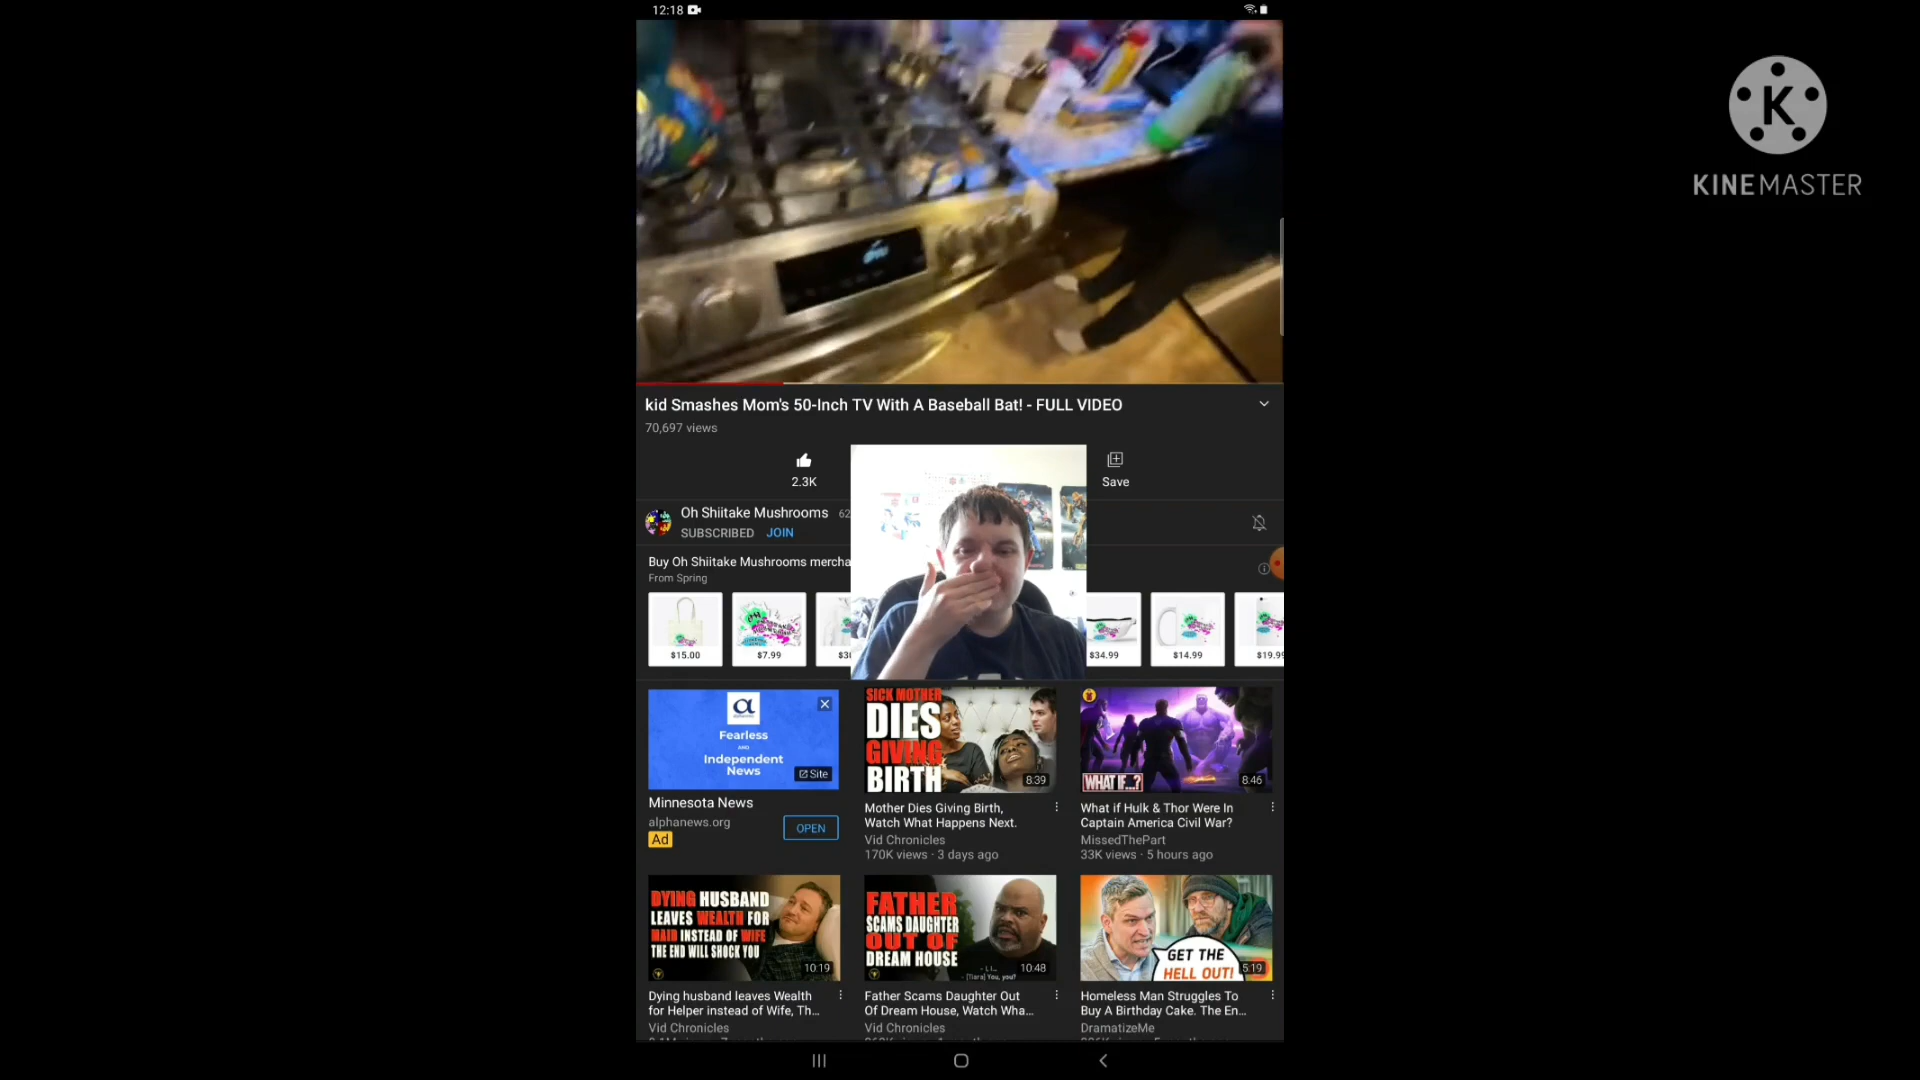 12:18
K
KINEMASTER
kid Smashes Mom's 50-Inch TV With A Baseball Bat! - FULL VIDEO
70,697 views
2.3K
Save
Oh Shiitake Mushrooms 62
SUBSCRIBED JOIN
Buy Oh Shiitake Mushrooms mercha
From Spring
$15.00
$7.99
$3
$34.99
$14.99
$19.99
α
Fearless
AND
Independent
News
Site
Minnesota News
alphanews.org
Ad
OPEN
SICK MOTHER
DIES
GIVING
BIRTH
8:39
Mother Dies Giving Birth,
Watch What Happens Next.
Vid Chronicles
170K views · 3 days ago
WHAT IF...?
8:46
What if Hulk & Thor Were In
Captain America Civil War?
MissedThePart
33K views · 5 hours ago
DYING HUSBAND
LEAVES WEALTH FOR
MAID INSTEAD OF WIFE
THE END WILL SHOCK YOU
10:19
Dying husband leaves Wealth
for Helper instead of Wife, Th...
Vid Chronicles
FATHER
SCAMS DAUGHTER
OUT OF
DREAM HOUSE
- [Tiara] You, you?
10:48
Father Scams Daughter Out
Of Dream House, Watch Wha...
Vid Chronicles
GET THE
HELL OUT!
5:19
Homeless Man Struggles To
Buy A Birthday Cake. The En...
DramatizeMe